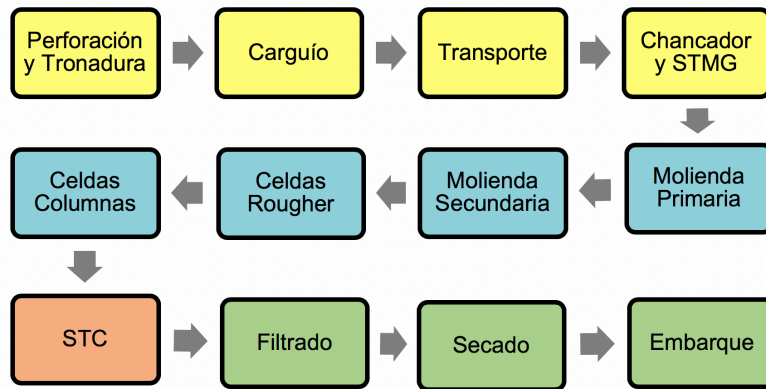 Perforación
y Tronadura
Carguío
Transporte
Chancador
y STMG
Molienda
Primaria
Molienda
Secundaria
Celdas
Rougher
Celdas
Columnas
STC
Filtrado
Secado
Embarque